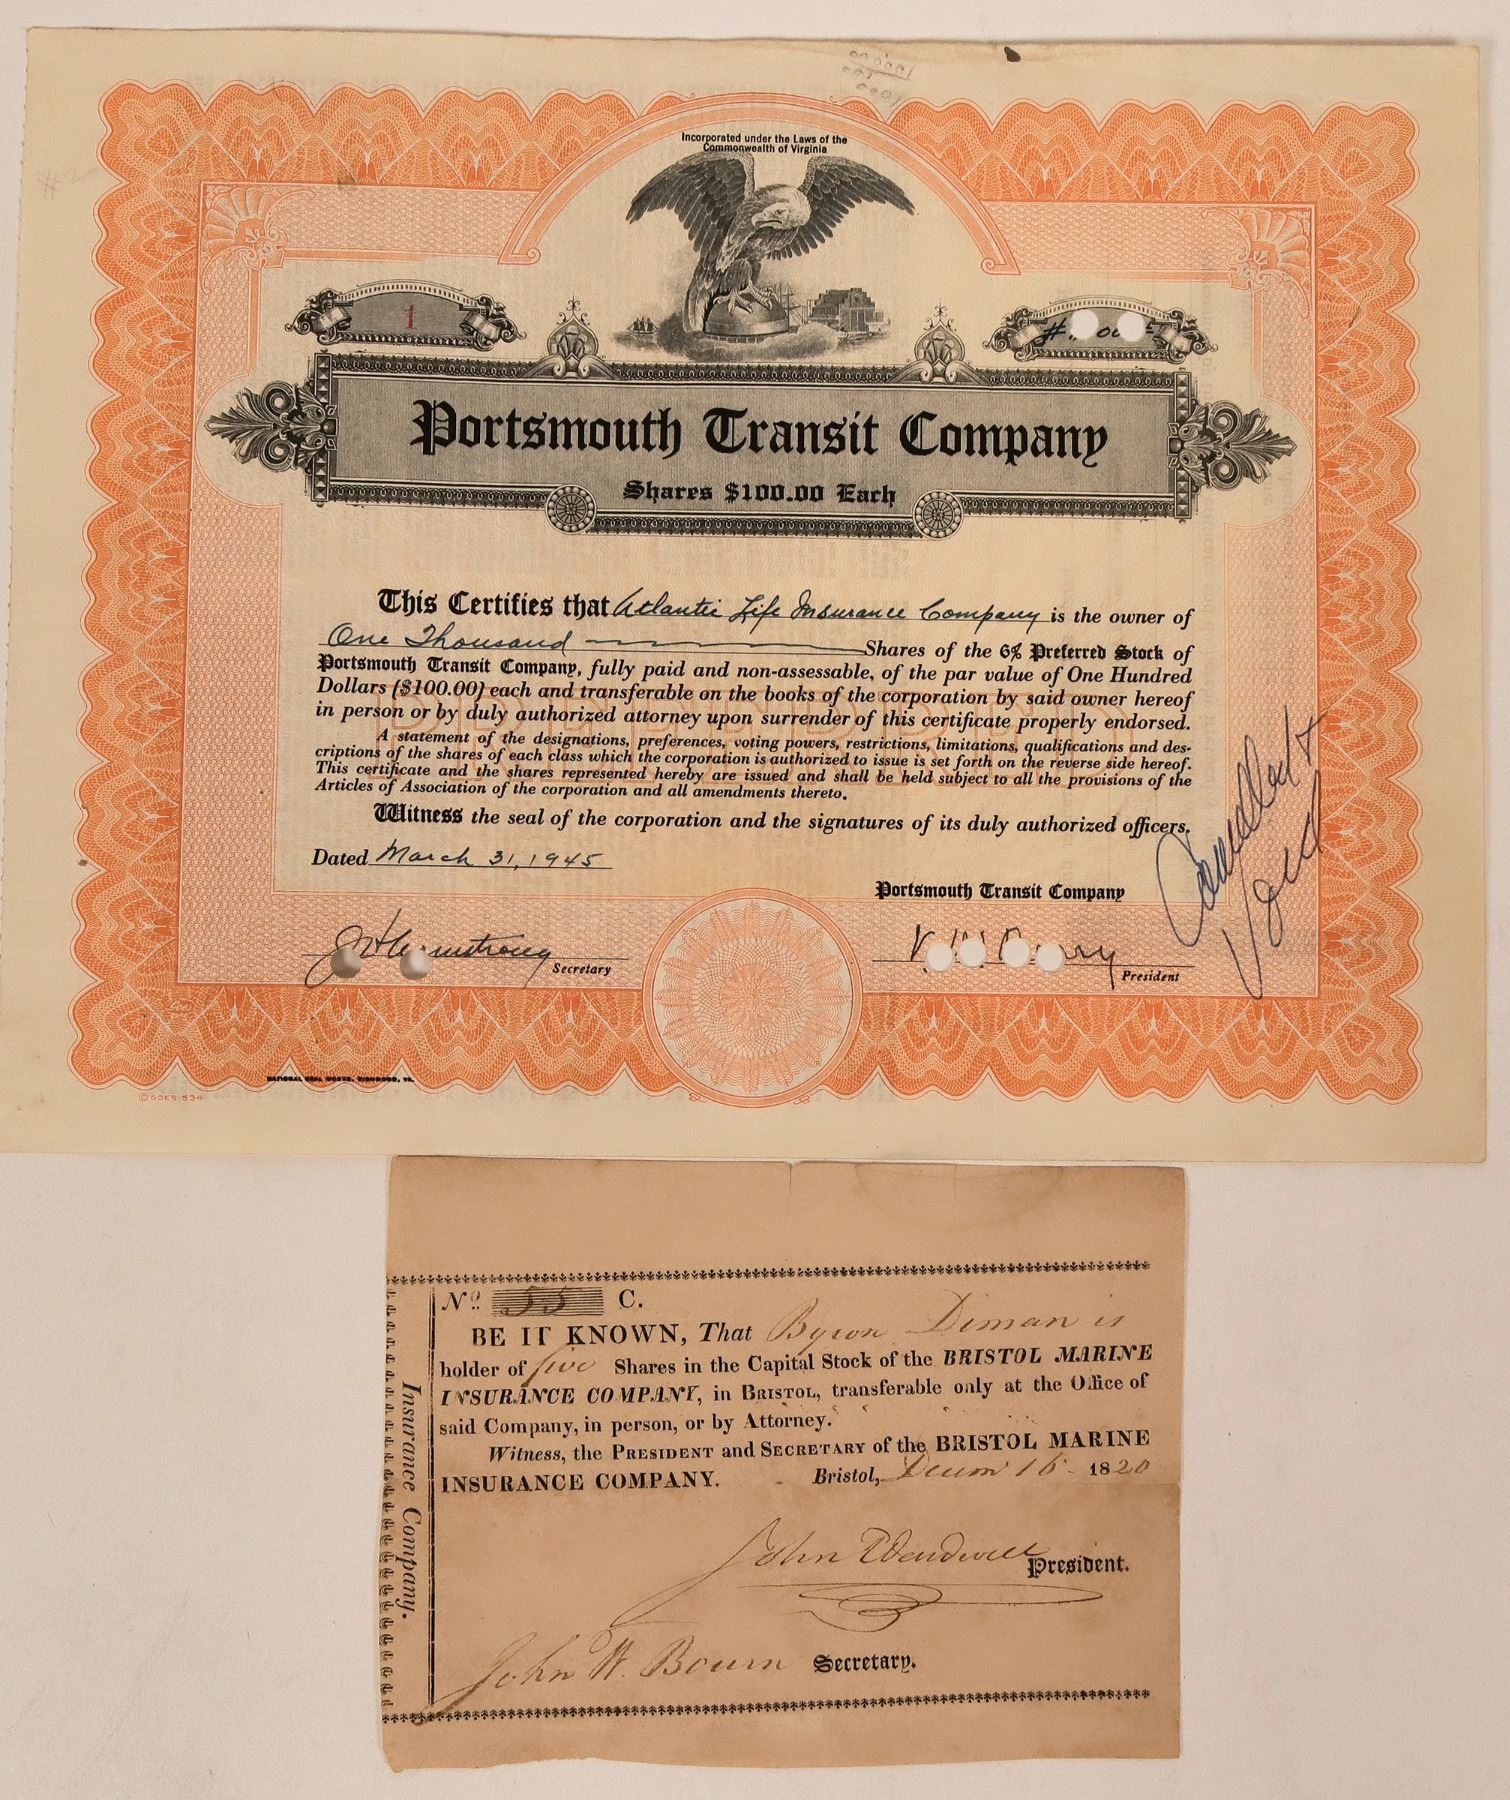 Incorporated under the Laws of the
Commonwealth of Virginia
1
Portsmouth Transit Company
Shares $100.00 Each
This Certifies that Atlantic Life Insurance Company is the owner of
One Thousand Shares of the 6% Preferred Stock of
Portsmouth Transit Company, fully paid and non-assessable, of the par value of One Hundred
Dollars ($100.00) each and transferable on the books of the corporation by said owner hereof
in person or by duly authorized attorney upon surrender of this certificate properly endorsed.
A statement of the designations, preferences, voting powers, restrictions, limitations, qualifications and des-
criptions of the shares of each class which the corporation is authorized to issue is set forth on the reverse side hereof.
This certificate and the shares represented hereby are issued and shall be held subject to all the provisions of the
Articles of Association of the corporation and all amendments thereto.
Witness the seal of the corporation and the signatures of its duly authorized officers.
Dated March 31, 1945
Portsmouth Transit Company
Cancelled &
Void
Secretary
President
NATIONAL SEAL WORKS, RICHMOND, VA.
© GOES 534
#2
No. 55 C.
BE IT KNOWN, That Byron Diman is
holder of five Shares in the Capital Stock of the BRISTOL MARINE
INSURANCE COMPANY, in BRISTOL, transferable only at the Office of
said Company, in person, or by Attorney.
Witness, the PRESIDENT and SECRETARY of the BRISTOL MARINE
INSURANCE COMPANY. Bristol, 1820
John Wardwell President.
John W. Bourn Secretary.
Insurance Company.